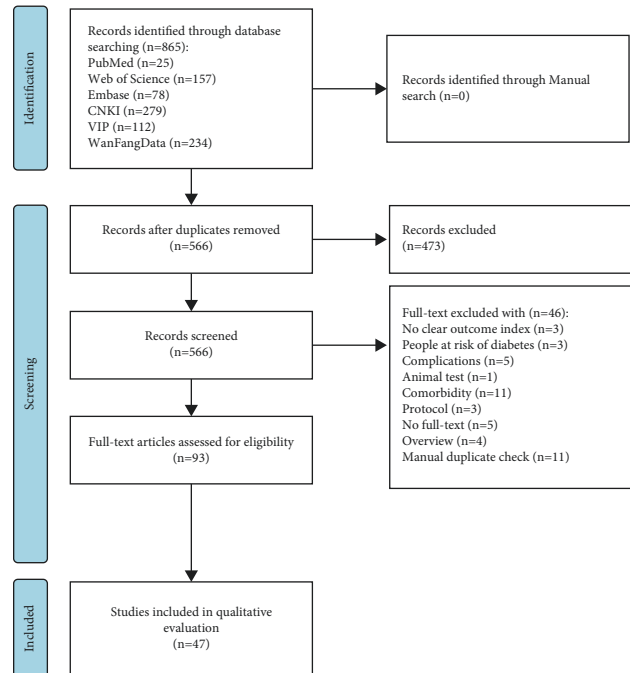 Identification
Records identified through database
searching (n=865):
PubMed (n=25)
Web of Science (n=157)
Embase (n=78)
CNKI (n=279)
VIP (n=112)
WanFangData (n=234)
Records identified through Manual
search (n=0)
Screening
Records after duplicates removed
(n=566)
Records excluded
(n=473)
Records screened
(n=566)
Full-text excluded with (n=46):
No clear outcome index (n=3)
People at risk of diabetes (n=3)
Complications (n=5)
Animal test (n=1)
Comorbidity (n=11)
Protocol (n=3)
No full-text (n=5)
Overview (n=4)
Manual duplicate check (n=11)
Full-text articles assessed for eligibility
(n=93)
Included
Studies included in qualitative
evaluation
(n=47)